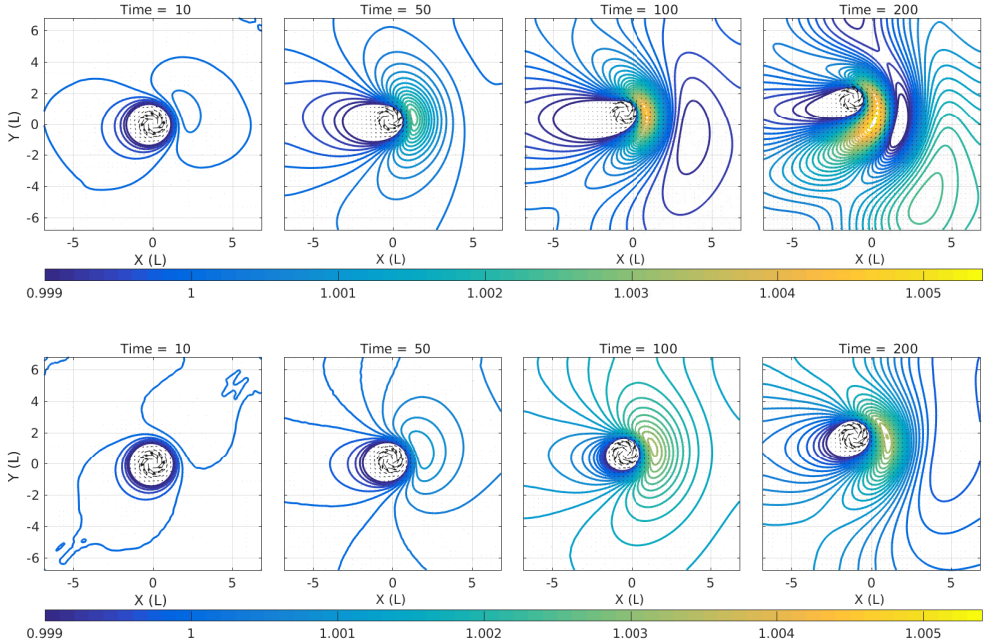 Time = 10 Time = 50 Time = 100 Time = 200
6
4
2
0
-2
-4
-6
Y (L)
-5 0 5 -5 0 5 -5 0 5 -5 0 5
X (L) X (L) X (L) X (L)
0.999 1 1.001 1.002 1.003 1.004 1.005
Time = 10 Time = 50 Time = 100 Time = 200
6
4
2
0
-2
-4
-6
Y (L)
-5 0 5 -5 0 5 -5 0 5 -5 0 5
X (L) X (L) X (L) X (L)
0.999 1 1.001 1.002 1.003 1.004 1.005